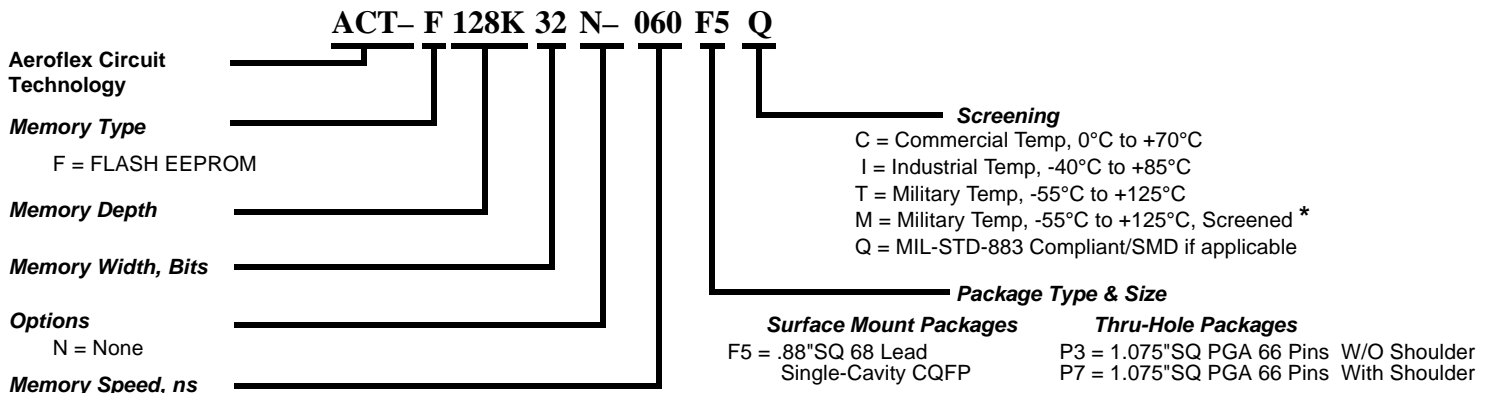 ACT– F 128K 32 N– 060 F5 Q
Aeroflex Circuit
Technology
Memory Type
F = FLASH EEPROM
Memory Depth
Memory Width, Bits
Options
N = None
Memory Speed, ns
Screening
C = Commercial Temp, 0°C to +70°C
I = Industrial Temp, -40°C to +85°C
T = Military Temp, -55°C to +125°C
M = Military Temp, -55°C to +125°C, Screened *
Q = MIL-STD-883 Compliant/SMD if applicable
Package Type & Size
Surface Mount Packages
F5 = .88"SQ 68 Lead
Single-Cavity CQFP
Thru-Hole Packages
P3 = 1.075"SQ PGA 66 Pins W/O Shoulder
P7 = 1.075"SQ PGA 66 Pins With Shoulder